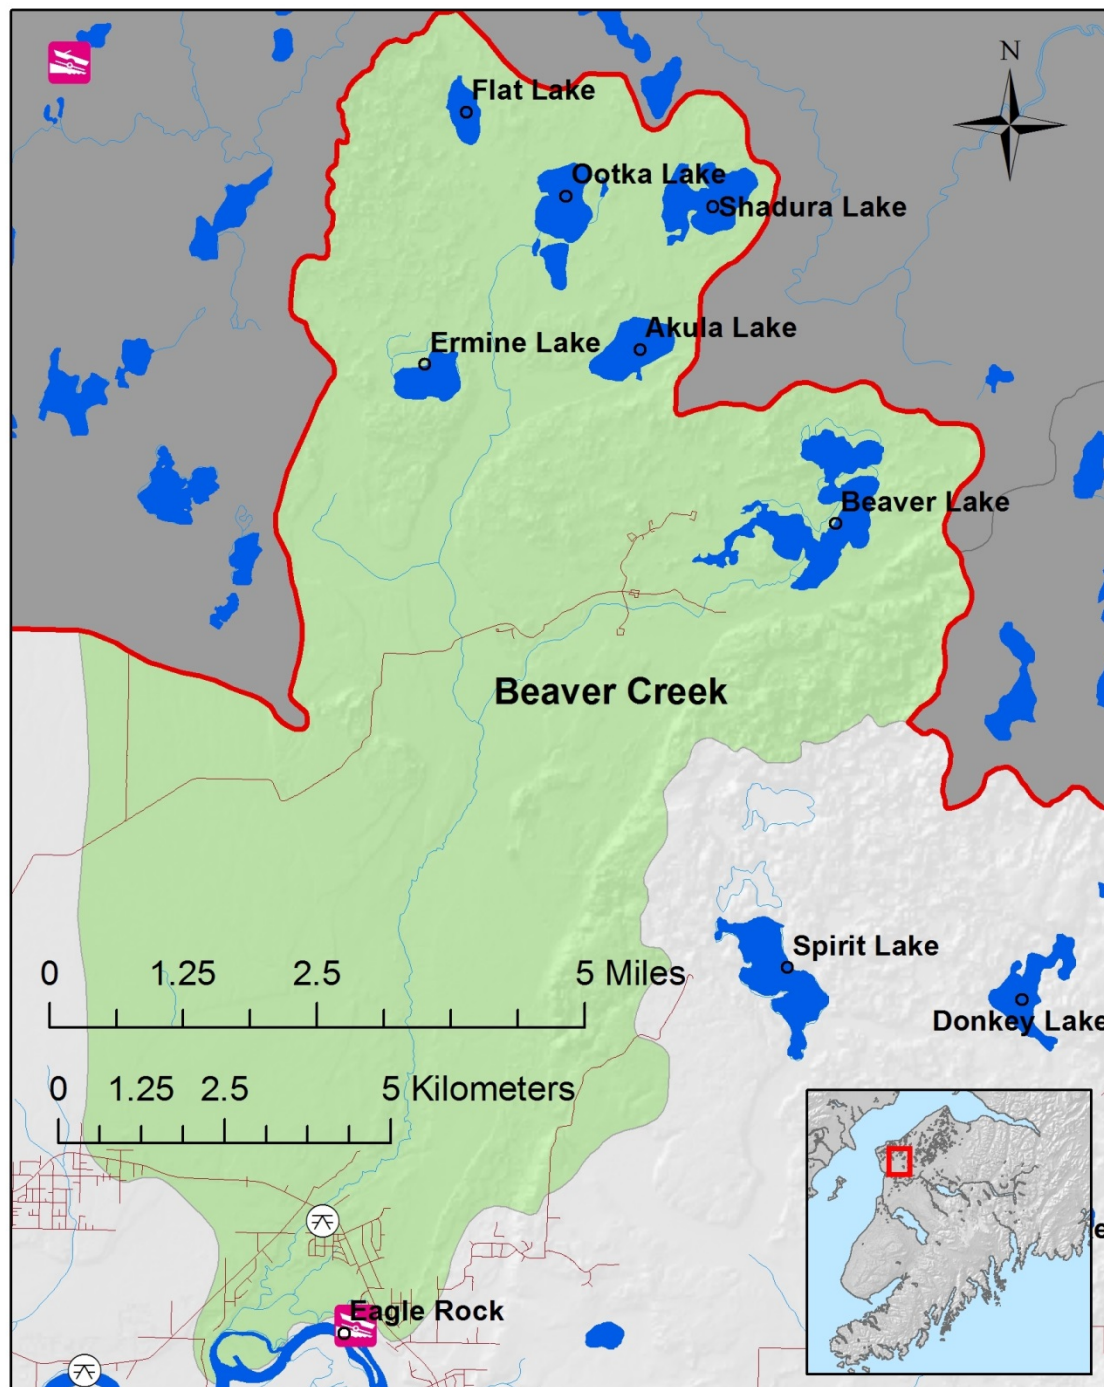 N
Flat Lake
Ootka Lake
Shadura Lake
Akula Lake
Ermine Lake
Beaver Lake
Beaver Creek
Spirit Lake
Donkey Lake
0 1.25 2.5 5 Miles
0 1.25 2.5 5 Kilometers
Eagle Rock